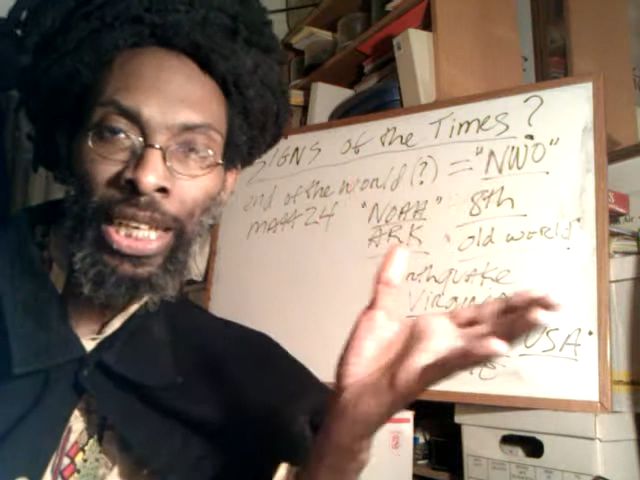 SIGNS of the Times?
end of the world(?) = "NWO"
Matt 24 "NOAH" 8th
ARK "old world"
Virginia
USA"